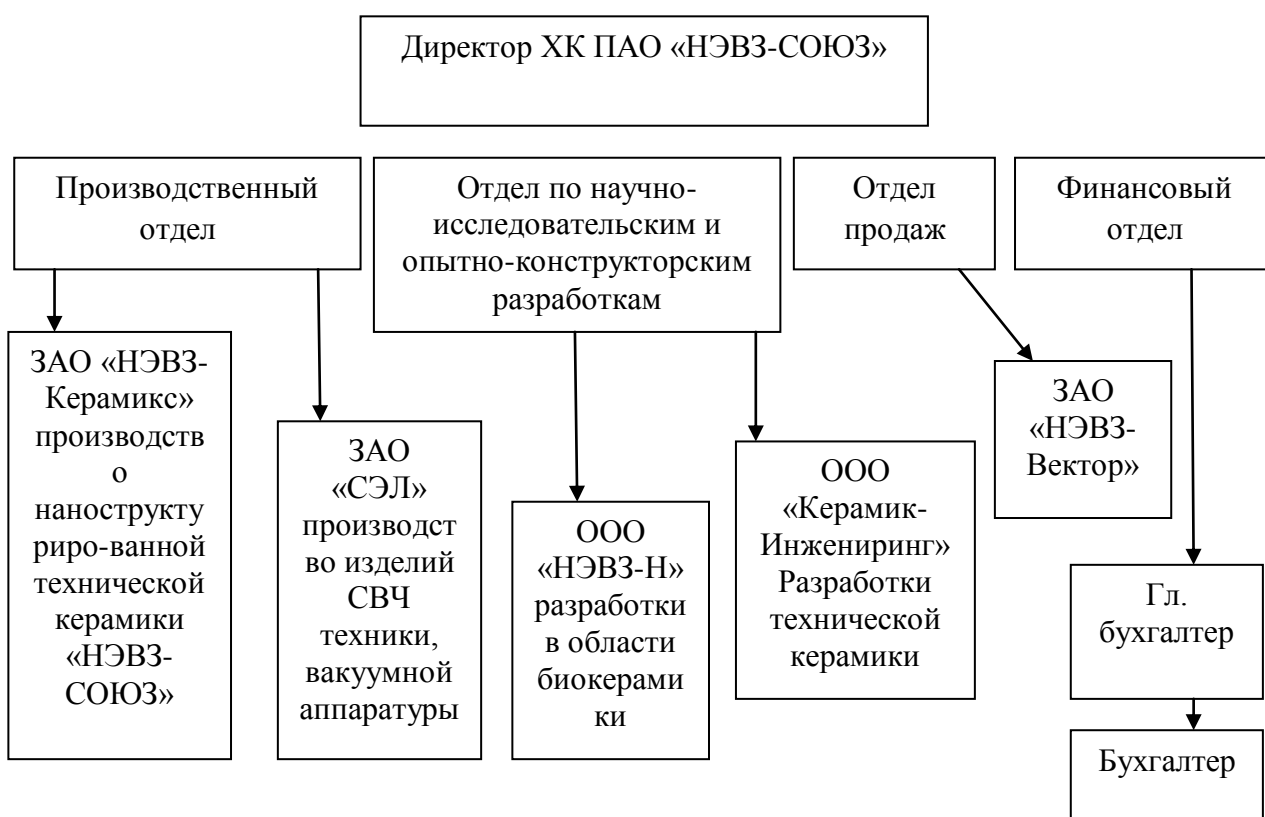 Директор ХК ПАО «НЭВЗ-СОЮЗ»
Производственный
отдел
Отдел по научно-
исследовательским и
опытно-конструкторским
разработкам
Отдел
продаж
Финансовый
отдел
ЗАО «НЭВЗ-
Керамикс»
производств
о
нанострукту
риро-ванной
технической
керамики
«НЭВЗ-
СОЮЗ»
ЗАО
«СЭЛ»
производст
во изделий
СВЧ
техники,
вакуумной
аппаратуры
ООО
«НЭВЗ-Н»
разработки
в области
биокерами
ки
ООО
«Керамик-
Инжениринг»
Разработки
технической
керамики
ЗАО
«НЭВЗ-
Вектор»
Гл.
бухгалтер
Бухгалтер